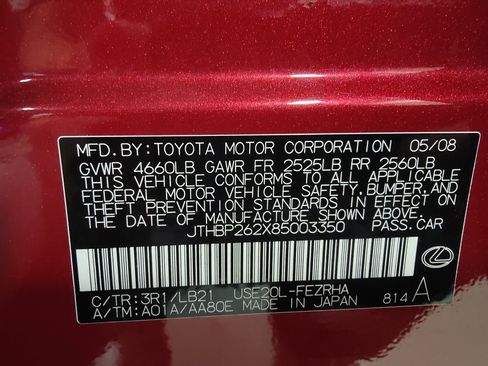 MFD. BY: TOYOTA MOTOR CORPORATION 05/08
GVWR 4660LB GAWR FR 2525LB RR 2560LB
THIS VEHICLE CONFORMS TO ALL APPLICABLE
FEDERAL MOTOR VEHICLE SAFETY, BUMPER, AND
THEFT PREVENTION STANDARDS IN EFFECT ON
THE DATE OF MANUFACTURE SHOWN ABOVE.
JTHBP262X85003350 PASS. CAR
C/TR: 3R1/LB21 USE20L-FEZRHA
A/TM: A01A/AA80E MADE IN JAPAN 814 A